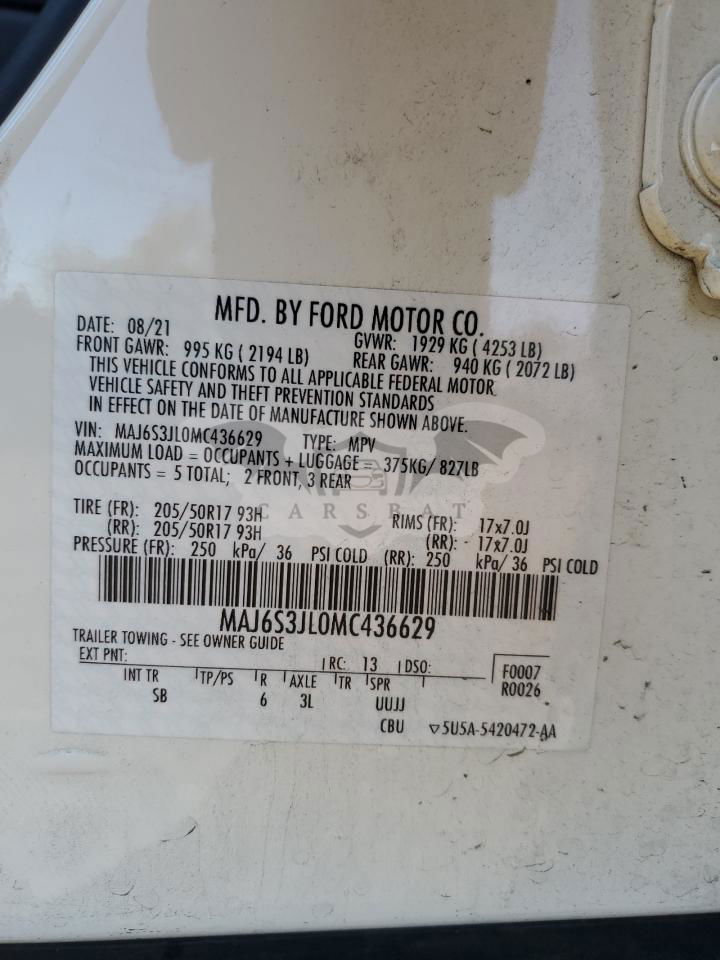 MFD. BY FORD MOTOR CO.
DATE: 08/21 GVWR: 1929 KG ( 4253 LB)
FRONT GAWR: 995 KG ( 2194 LB) REAR GAWR: 940 KG ( 2072 LB)
THIS VEHICLE CONFORMS TO ALL APPLICABLE FEDERAL MOTOR
VEHICLE SAFETY AND THEFT PREVENTION STANDARDS
IN EFFECT ON THE DATE OF MANUFACTURE SHOWN ABOVE.
VIN: MAJ6S3JL0MC436629 TYPE: MPV
MAXIMUM LOAD = OCCUPANTS + LUGGAGE = 375KG/ 827LB
OCCUPANTS = 5 TOTAL; 2 FRONT, 3 REAR
CARSBAT
TIRE (FR): 205/50R17 93H RIMS (FR): 17x7.0J
(RR): 205/50R17 93H (RR): 17x7.0J
PRESSURE (FR): 250 kPa/ 36 PSI COLD (RR): 250 kPa/ 36 PSI COLD
MAJ6S3JL0MC436629
TRAILER TOWING - SEE OWNER GUIDE
EXT PNT: RC: 13 DSO: F0007
INT TR TP/PS R AXLE TR SPR R0026
SB 6 3L UUJJ
CBU ▽5U5A-5420472-AA